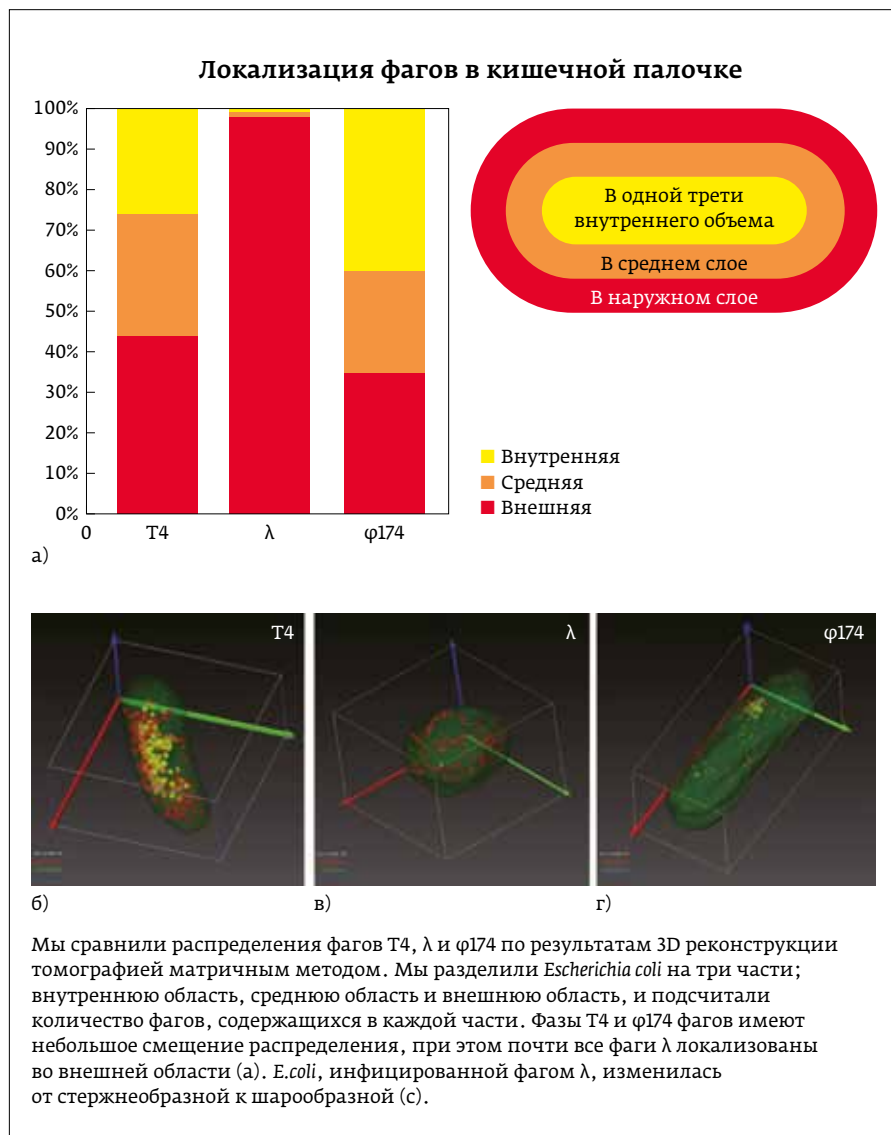 Локализация фагов в кишечной палочке
100%
90%
80%
70%
60%
50%
40%
30%
20%
10%
0%
0
T4
λ
φ174
В одной трети
внутреннего объема
В среднем слое
В наружном слое
Внутренняя
Средняя
Внешняя
а)
T4
λ
φ174
б)
в)
г)
Мы сравнили распределения фагов T4, λ и φ174 по результатам 3D реконструкции
томографией матричным методом. Мы разделили Escherichia coli на три части;
внутреннюю область, среднюю область и внешнюю область, и подсчитали
количество фагов, содержащихся в каждой части. Фазы T4 и φ174 фагов имеют
небольшое смещение распределения, при этом почти все фаги λ локализованы
во внешней области (а). E.coli, инфицированной фагом λ, изменилась
от стержнеобразной к шарообразной (с).